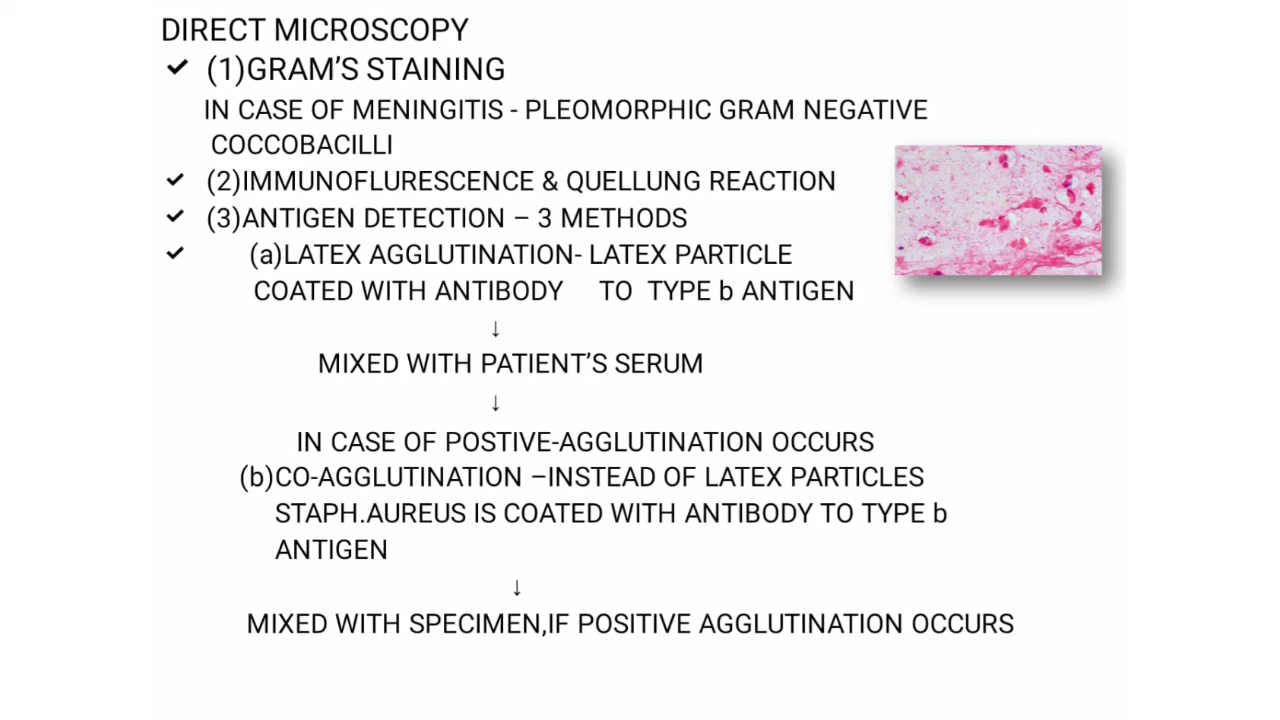 DIRECT MICROSCOPY
✔ (1)GRAM’S STAINING
IN CASE OF MENINGITIS - PLEOMORPHIC GRAM NEGATIVE
COCCOBACILLI
✔ (2)IMMUNOFLURESCENCE & QUELLUNG REACTION
✔ (3)ANTIGEN DETECTION – 3 METHODS
✔ (a)LATEX AGGLUTINATION- LATEX PARTICLE
COATED WITH ANTIBODY TO TYPE b ANTIGEN
↓
MIXED WITH PATIENT’S SERUM
↓
IN CASE OF POSTIVE-AGGLUTINATION OCCURS
(b)CO-AGGLUTINATION –INSTEAD OF LATEX PARTICLES
STAPH.AUREUS IS COATED WITH ANTIBODY TO TYPE b
ANTIGEN
↓
MIXED WITH SPECIMEN,IF POSITIVE AGGLUTINATION OCCURS